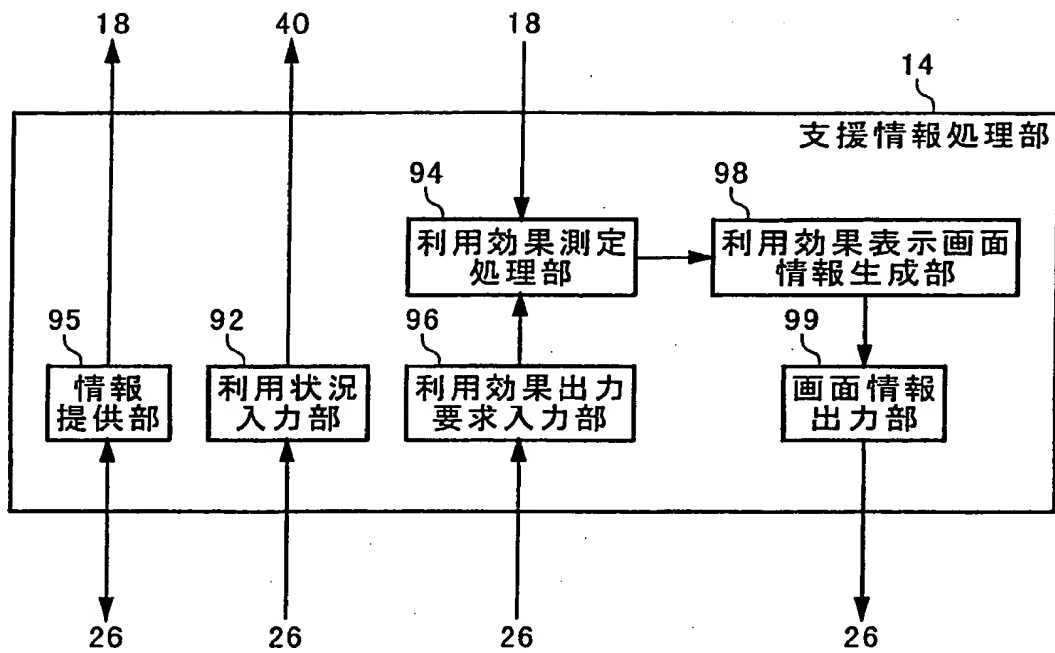 18
40
18
14
支援情報処理部
94
利用効果測定
処理部
98
利用効果表示画面
情報生成部
95
情報
提供部
92
利用状況
入力部
96
利用効果出力
要求入力部
99
画面情報
出力部
26
26
26
26